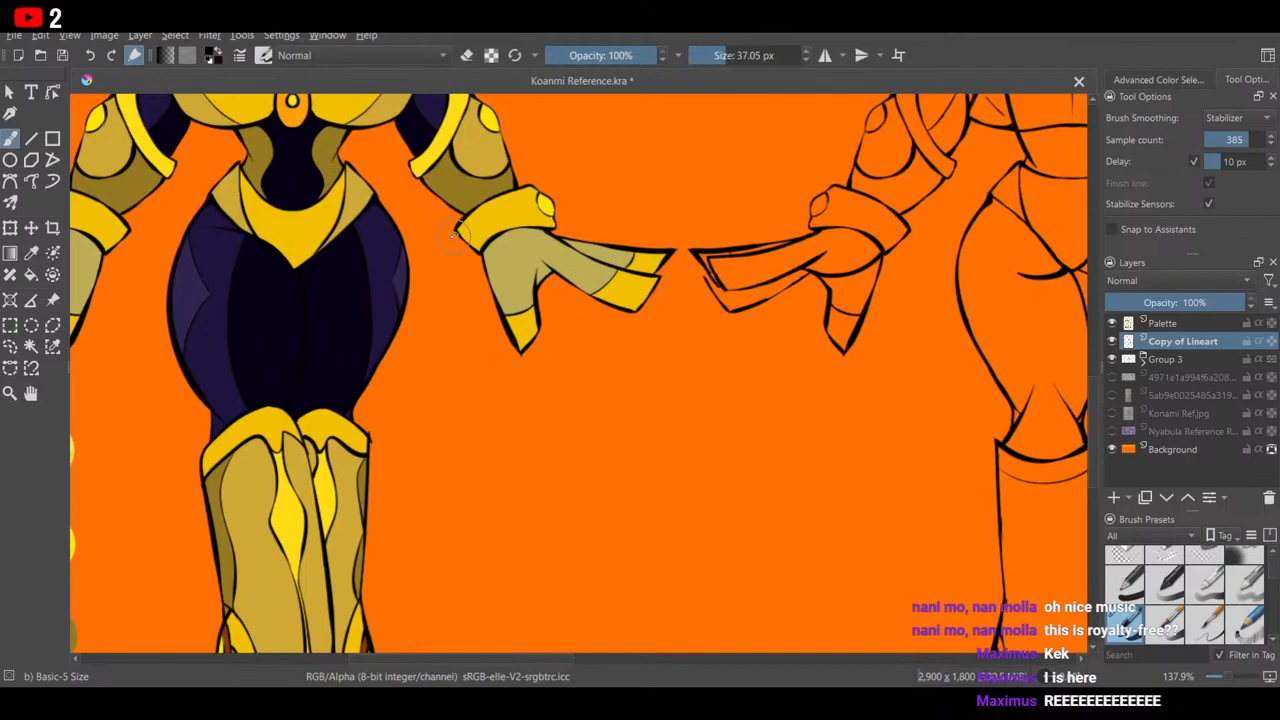 2
File Edit View Image Layer Select Filter Tools Settings Window Help
Normal
Opacity: 100%
Size: 37.05 px
Koanmi Reference.kra *
Advanced Color Sele...
Tool Opti...
Tool Options
Brush Smoothing: Stabilizer
Sample count: 385
Delay: 10 px
Finish line:
Stabilize Sensors:
Snap to Assistants
Layers
Normal
Opacity: 100%
Palette
Copy of Lineart
Group 3
4971e1a994f6a208...
5ab9e0025481a319...
Konami Ref.jpg
Nyabula Reference R...
Background
Brush Presets
All
Tag
nani mo, nan molla oh nice music
nani mo, nan molla this is royalty-free??
Maximus Kek
Maximus I is here
Maximus REEEEEEEEEEEEE
Search
Filter in Tag
b) Basic-5 Size
RGB/Alpha (8-bit integer/channel) sRGB-elle-V2-srgbtrc.icc
2,900 x 1,800
137.9%